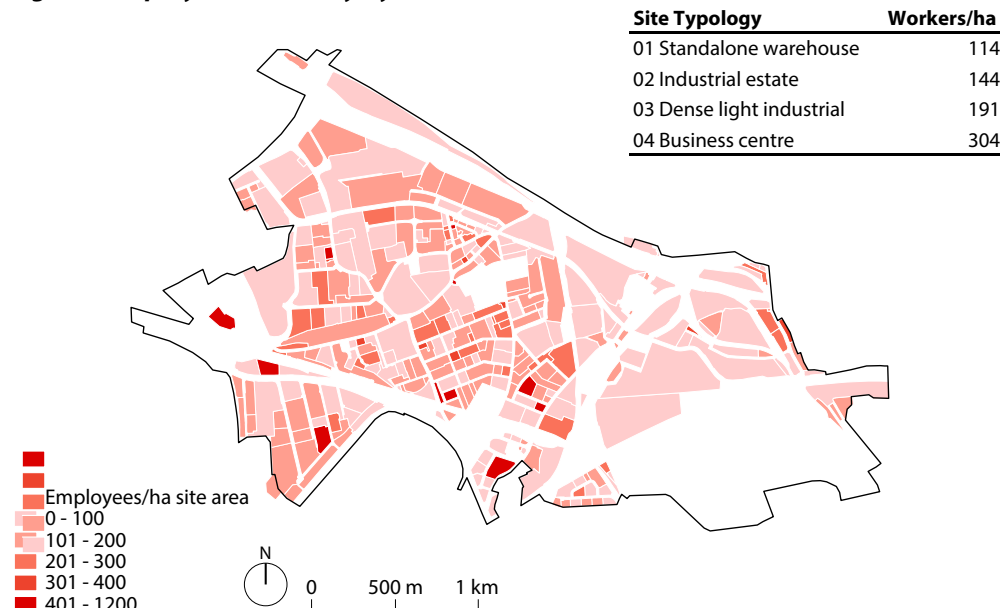 Site Typology Workers/ha
01 Standalone warehouse 114
02 Industrial estate 144
03 Dense light industrial 191
04 Business centre 304
Employees/ha site area
0 - 100
101 - 200
201 - 300
301 - 400
401 - 1200
N
0 500 m 1 km